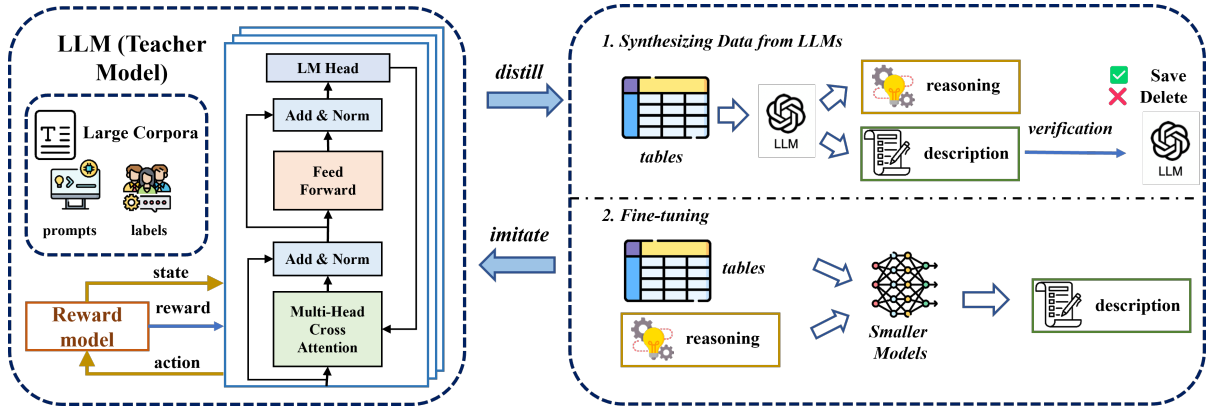 LLM (Teacher
Model)
T
Large Corpora
prompts
labels
state
Reward
model
reward
action
LM Head
Add & Norm
Feed
Forward
Add & Norm
Multi-Head
Cross
Attention
distill
imitate
1. Synthesizing Data from LLMs
tables
LLM
reasoning
description
Save
Delete
verification
LLM
2. Fine-tuning
tables
reasoning
Smaller
Models
description